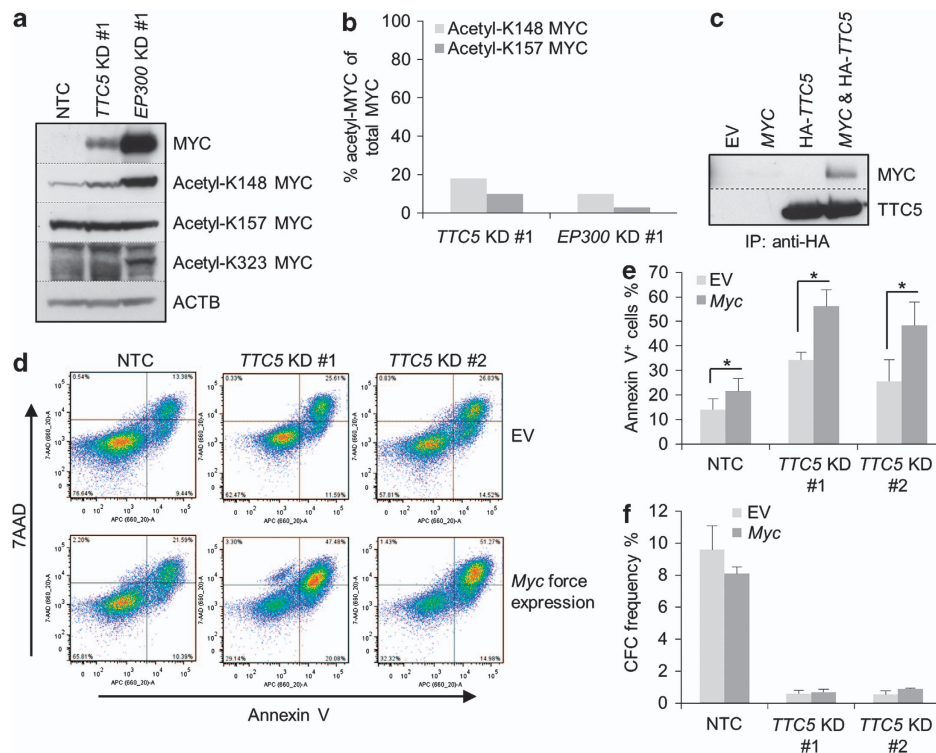 a
NTC
TTC5 KD #1
EP300 KD #1
MYC
Acetyl-K148 MYC
Acetyl-K157 MYC
Acetyl-K323 MYC
ACTB
b
Acetyl-K148 MYC
Acetyl-K157 MYC
% acetyl-MYC of
total MYC
100
80
60
40
20
0
TTC5 KD #1
EP300 KD #1
c
EV
MYC
HA-TTC5
MYC & HA-TTC5
MYC
TTC5
IP: anti-HA
d
NTC
TTC5 KD #1
TTC5 KD #2
0.54% 13.38%
76.64% 9.44%
0.33% 25.61%
62.47% 11.59%
0.83% 26.83%
57.81% 14.52%
EV
2.20% 21.59%
65.81% 10.39%
3.30% 47.48%
29.14% 20.08%
1.43% 51.27%
32.32% 14.98%
Myc force
expression
7-AAD (660_20)-A
APC (660_20)-A
7AAD
Annexin V
e
EV
Myc
Annexin V+ cells %
70
60
50
40
30
20
10
0
*
*
*
NTC
TTC5 KD
#1
TTC5 KD
#2
f
EV
Myc
CFC frequency %
12
10
8
6
4
2
0
NTC
TTC5 KD
#1
TTC5 KD
#2